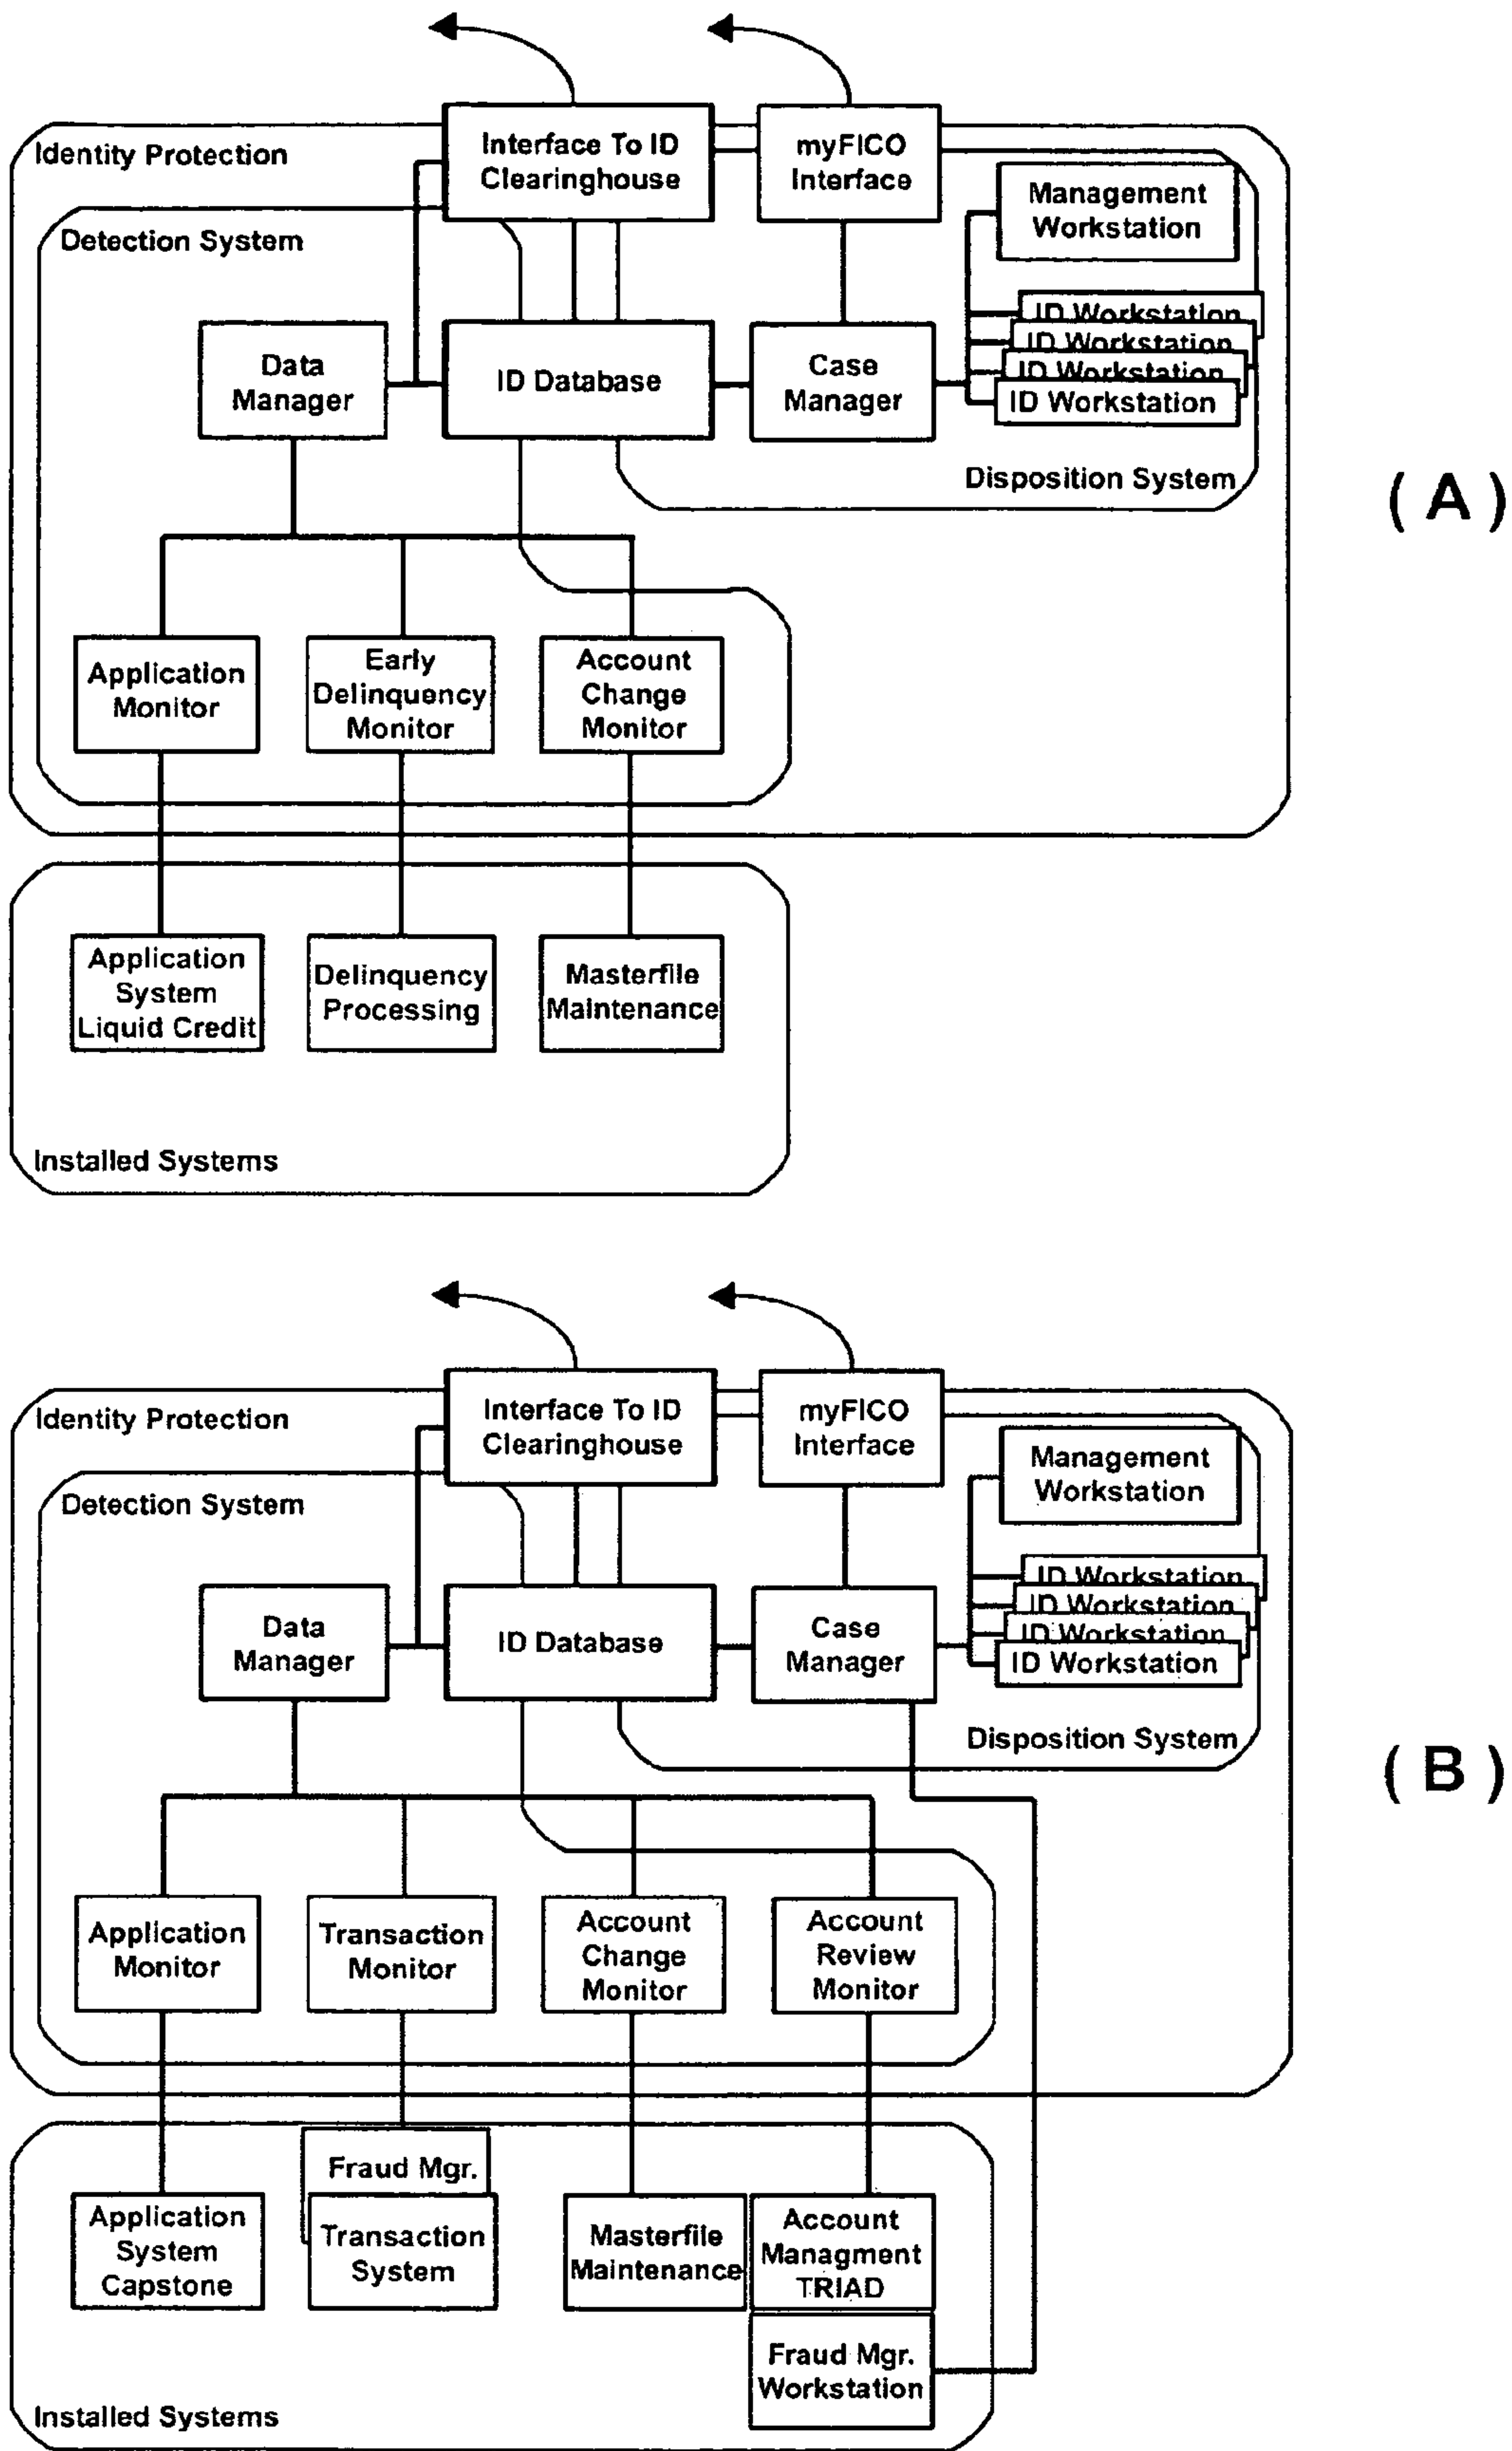 Identity Protection
Interface To ID
Clearinghouse
myFICO
Interface
Management
Workstation
Detection System
ID Workstation
ID Workstation
ID Workstation
ID Workstation
Data
Manager
ID Database
Case
Manager
Disposition System
( A )
Application
Monitor
Early
Delinquency
Monitor
Account
Change
Monitor
Application
System
Liquid Credit
Delinquency
Processing
Masterfile
Maintenance
Installed Systems
Identity Protection
Interface To ID
Clearinghouse
myFICO
Interface
Management
Workstation
Detection System
ID Workstation
ID Workstation
ID Workstation
ID Workstation
Data
Manager
ID Database
Case
Manager
Disposition System
( B )
Application
Monitor
Transaction
Monitor
Account
Change
Monitor
Account
Review
Monitor
Fraud Mgr.
Application
System
Capstone
Transaction
System
Masterfile
Maintenance
Account
Managment
TRIAD
Fraud Mgr.
Workstation
Installed Systems